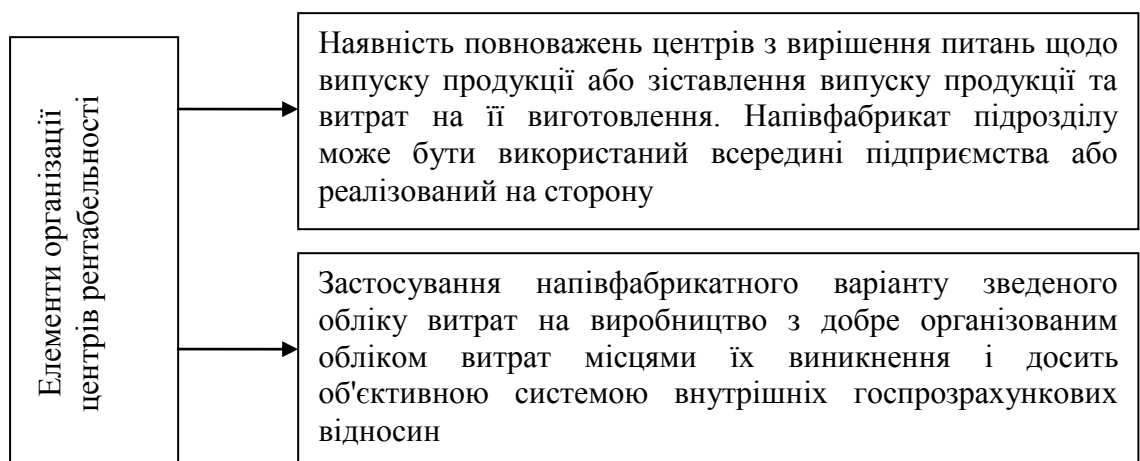 Елементи організації
центрів рентабельності
Наявність повноважень центрів з вирішення питань щодо
випуску продукції або зіставлення випуску продукції та
витрат на її виготовлення. Напівфабрикат підрозділу
може бути використаний всередині підприємства або
реалізований на сторону
Застосування напівфабрикатного варіанту зведеного
обліку витрат на виробництво з добре організованим
обліком витрат місцями їх виникнення і досить
об'єктивною системою внутрішніх госпрозрахункових
відносин